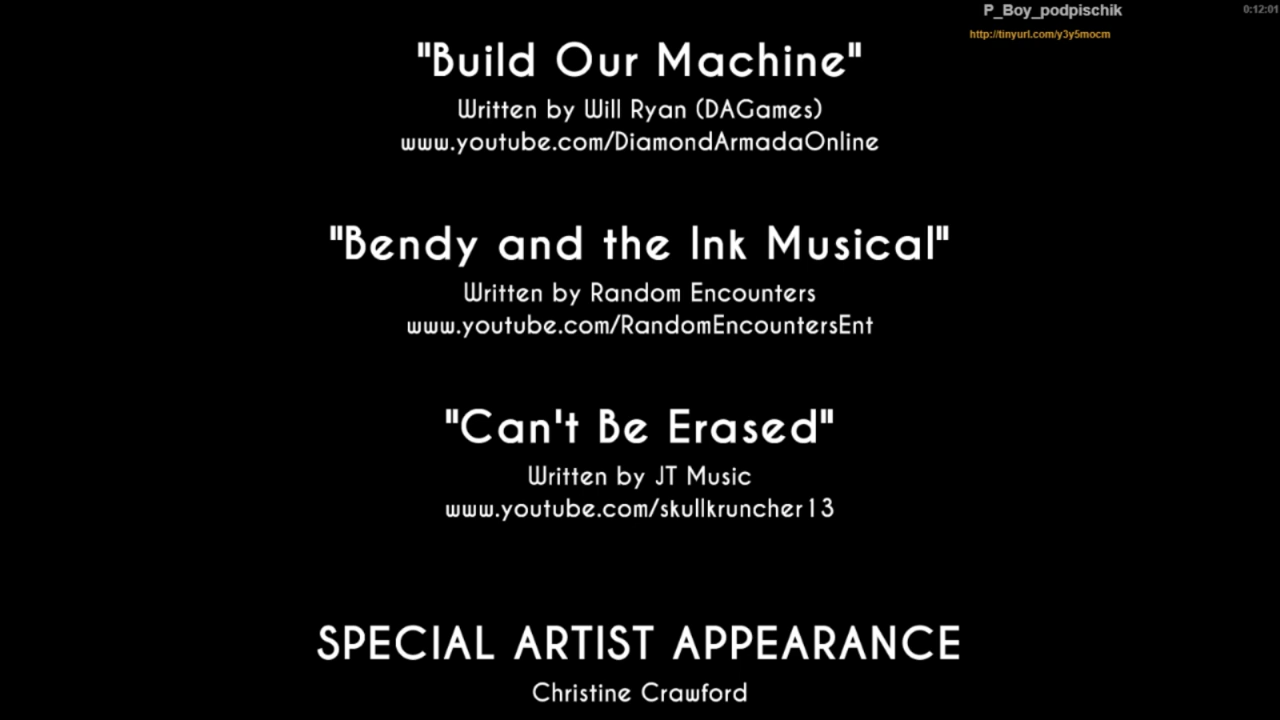 P_Boy_podpischik
0:12:01
http://tinyurl.com/y3y5mocm
"Build Our Machine"
Written by Will Ryan (DAGames)
www.youtube.com/DiamondArmadaOnline
"Bendy and the Ink Musical"
Written by Random Encounters
www.youtube.com/RandomEncountersEnt
"Can't Be Erased"
Written by JT Music
www.youtube.com/skullkruncher13
SPECIAL ARTIST APPEARANCE
Christine Crawford